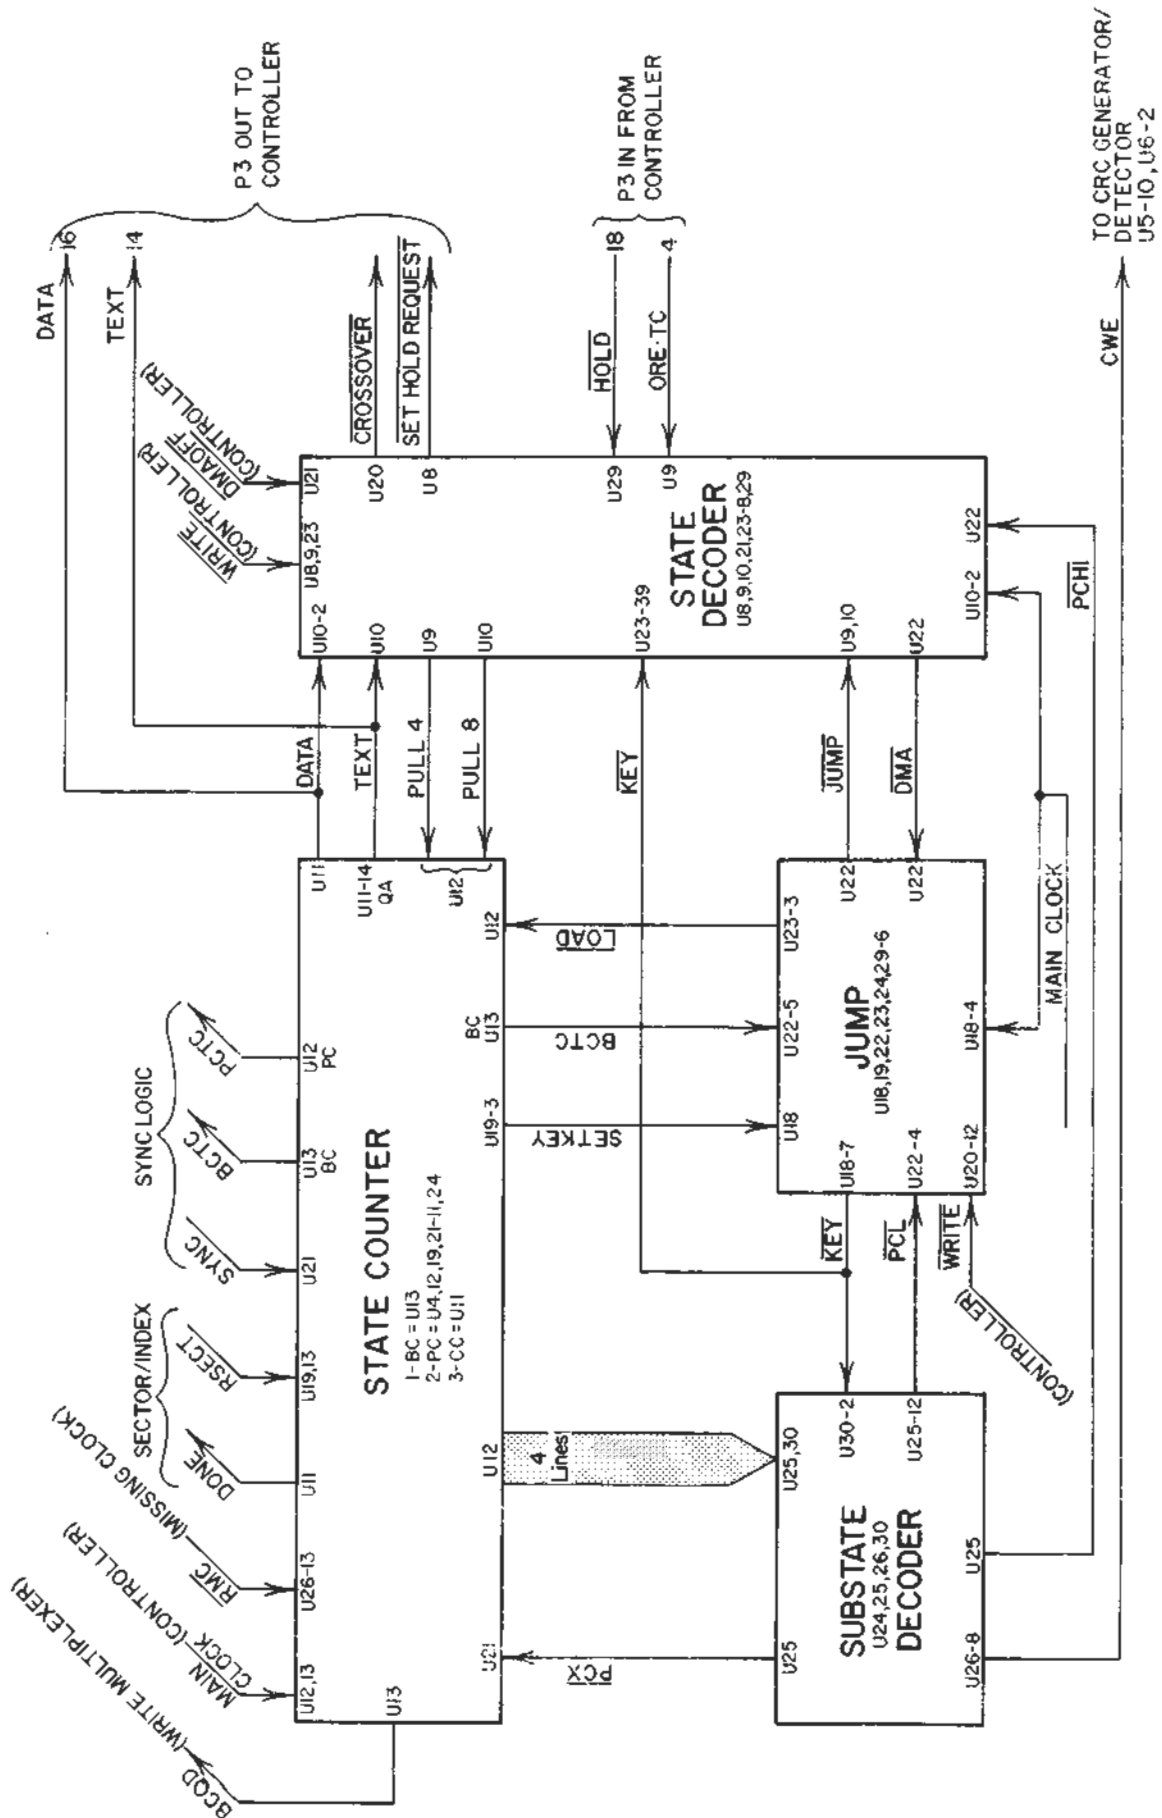 DATA
16
P3 OUT TO
CONTROLLER
TEXT
14
CROSSOVER
SET HOLD REQUEST
HOLD
18
P3 IN FROM
CONTROLLER
ORE·TC
4
CWE
TO CRC GENERATOR/
DETECTOR
U5-10, U6-2
WRITE
(CONTROLLER)
DMAOFF
(CONTROLLER)
U8,9,23
U21
U20
U8
U29
U9
U10-2
U10
U9
U10
U23-39
U9,10
U22
U10-2
U22
STATE
DECODER
U8,9,10,21,23-8,29
PCHI
DATA
TEXT
PULL 4
PULL 8
KEY
JUMP
DMA
MAIN CLOCK
SYNC LOGIC
PCTC
BCTC
SYNC
SECTOR/INDEX
RSECT
DONE
RMC (MISSING CLOCK)
MAIN
CLOCK (CONTROLLER)
BCQD (WRITE MULTIPLEXER)
U12
PC
U13
BC
U21
U19,13
U11
U26-13
U12,13
U13
U11
U11-14
QA
U12
U12
BC
U13
U19-3
U12
U21
STATE COUNTER
1-BC = U13
2-PC = U4,12,19,21-11,24
3-CC = U11
LOAD
BCTC
SETKEY
4
Lines
PCX
U23-3
U22-5
U18
U22
U22
U18-4
U18-7
U22-4
U20-12
JUMP
U18,19,22,23,24,29-6
KEY
PCL
WRITE
(CONTROLLER)
U25,30
U30-2
U25-12
U25
U25
U26-8
SUBSTATE
U24,25,26,30
DECODER